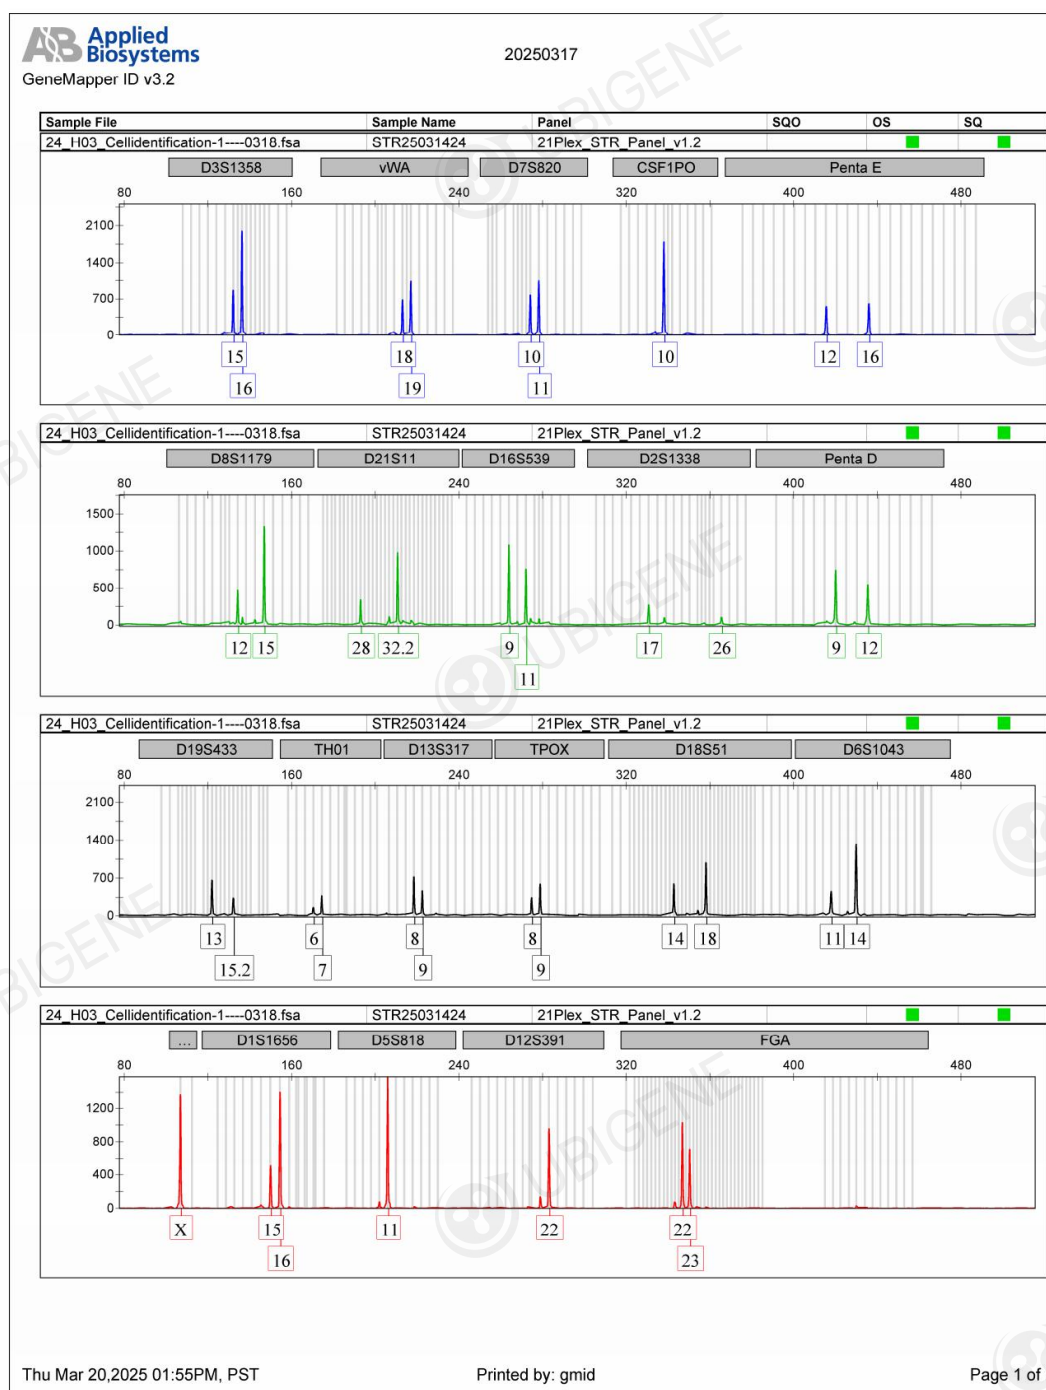 AB Applied
Biosystems
20250317
GeneMapper ID v3.2
Sample File Sample Name Panel SQO OS SQ
24_H03_Cellidentification-1----0318.fsa STR25031424 21Plex_STR_Panel_v1.2
D3S1358 vWA D7S820 CSF1PO Penta E
80 160 240 320 400 480
2100
1400
700
0
15 18 10 10 12 16
16 19 11
24_H03_Cellidentification-1----0318.fsa STR25031424 21Plex_STR_Panel_v1.2
D8S1179 D21S11 D16S539 D2S1338 Penta D
80 160 240 320 400 480
1500
1000
500
0
12 15 28 32.2 9 17 26 9 12
11
24_H03_Cellidentification-1----0318.fsa STR25031424 21Plex_STR_Panel_v1.2
D19S433 TH01 D13S317 TPOX D18S51 D6S1043
80 160 240 320 400 480
2100
1400
700
0
13 6 8 8 14 18 11 14
15.2 7 9 9
24_H03_Cellidentification-1----0318.fsa STR25031424 21Plex_STR_Panel_v1.2
... D1S1656 D5S818 D12S391 FGA
80 160 240 320 400 480
1200
800
400
0
X 15 11 22 22
16 23
Thu Mar 20,2025 01:55PM, PST Printed by: gmid Page 1 of
UBIGENE